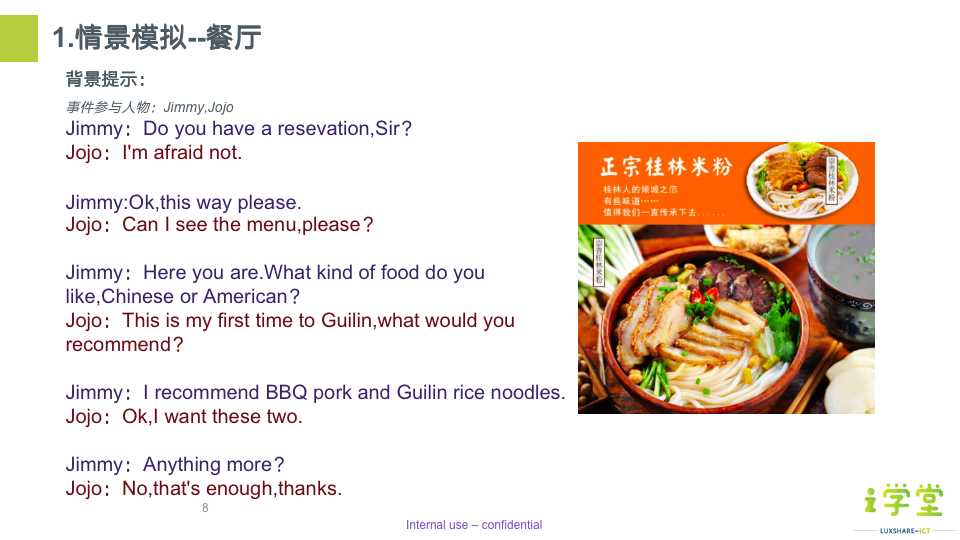 1.情景模拟--餐厅
背景提示：
事件参与人物：Jimmy,Jojo
Jimmy：Do you have a resevation,Sir？
Jojo：I'm afraid not.
Jimmy:Ok,this way please.
Jojo：Can I see the menu,please？
Jimmy：Here you are.What kind of food do you
like,Chinese or American？
Jojo：This is my first time to Guilin,what would you
recommend？
Jimmy：I recommend BBQ pork and Guilin rice noodles.
Jojo：Ok,I want these two.
Jimmy：Anything more？
Jojo：No,that's enough,thanks.
正宗桂林米粉
桂林人的倾城之恋
有些味道……
值得我们一直传承下去......
8
Internal use – confidential
i学堂
LUXSHARE-ICT